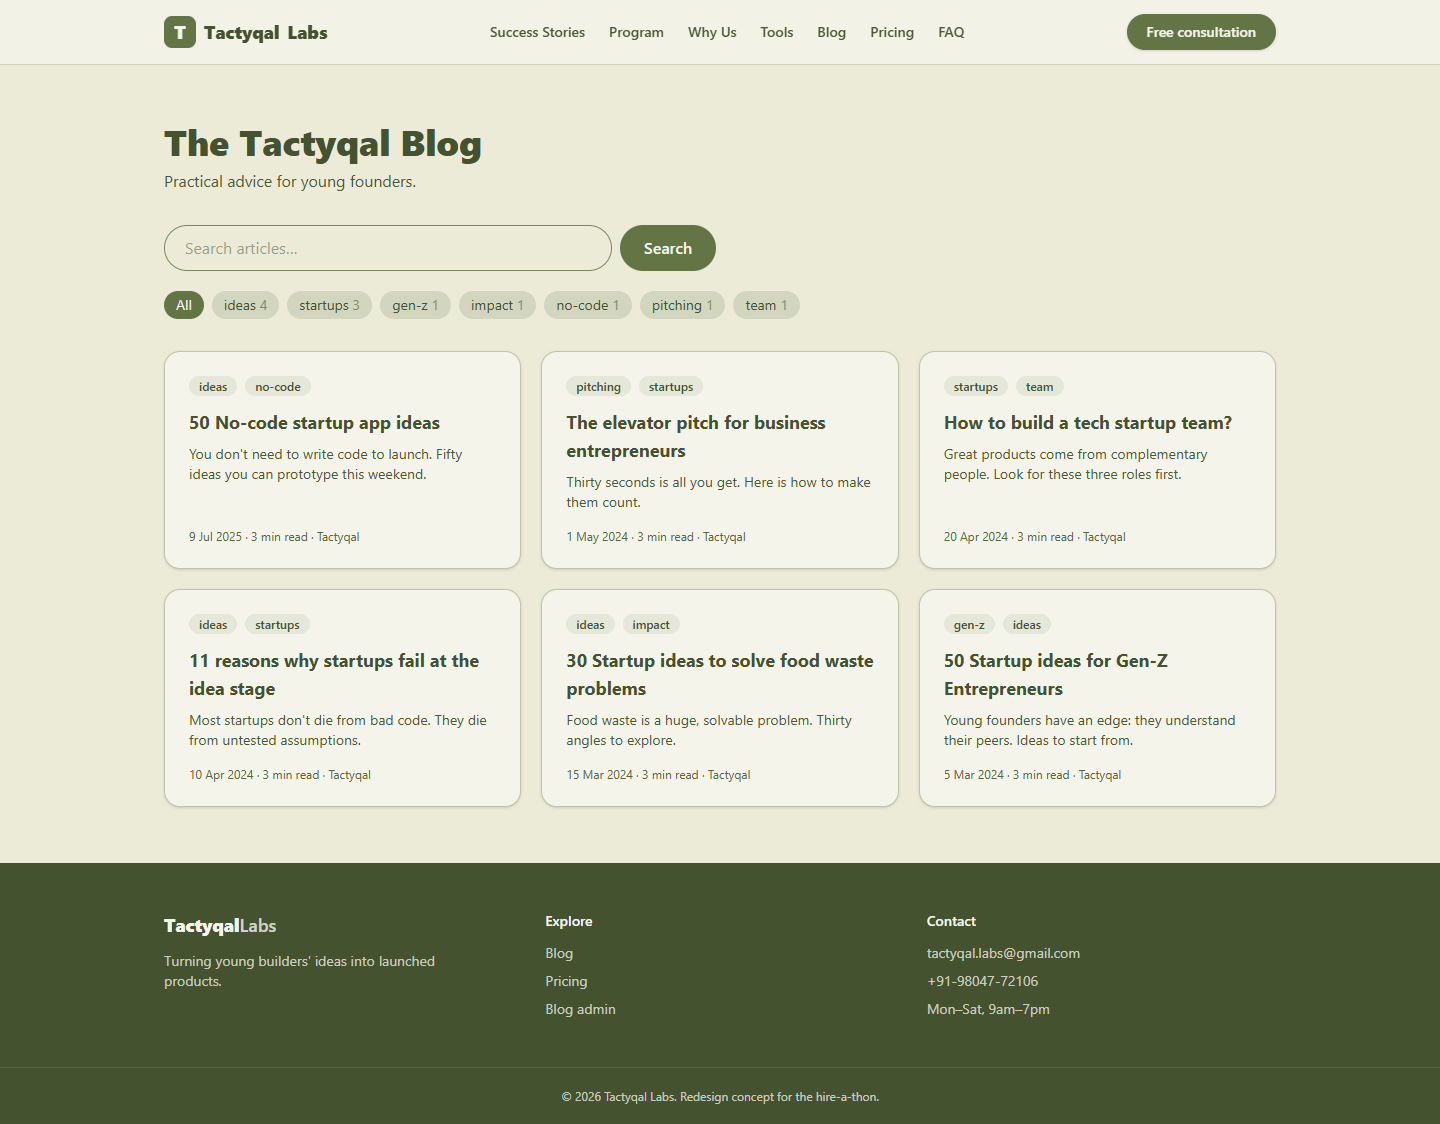 T Tactyqal Labs
Success Stories Program Why Us Tools Blog Pricing FAQ
Free consultation
The Tactyqal Blog
Practical advice for young founders.
Search articles...
Search
All ideas 4 startups 3 gen-z 1 impact 1 no-code 1 pitching 1 team 1
ideas no-code
50 No-code startup app ideas
You don't need to write code to launch. Fifty
ideas you can prototype this weekend.
9 Jul 2025 · 3 min read · Tactyqal
pitching startups
The elevator pitch for business
entrepreneurs
Thirty seconds is all you get. Here is how to make
them count.
1 May 2024 · 3 min read · Tactyqal
startups team
How to build a tech startup team?
Great products come from complementary
people. Look for these three roles first.
20 Apr 2024 · 3 min read · Tactyqal
ideas startups
11 reasons why startups fail at the
idea stage
Most startups don't die from bad code. They die
from untested assumptions.
10 Apr 2024 · 3 min read · Tactyqal
ideas impact
30 Startup ideas to solve food waste
problems
Food waste is a huge, solvable problem. Thirty
angles to explore.
15 Mar 2024 · 3 min read · Tactyqal
gen-z ideas
50 Startup ideas for Gen-Z
Entrepreneurs
Young founders have an edge: they understand
their peers. Ideas to start from.
5 Mar 2024 · 3 min read · Tactyqal
TactyqalLabs
Turning young builders' ideas into launched
products.
Explore
Blog
Pricing
Blog admin
Contact
tactyqal.labs@gmail.com
+91-98047-72106
Mon–Sat, 9am–7pm
© 2026 Tactyqal Labs. Redesign concept for the hire-a-thon.